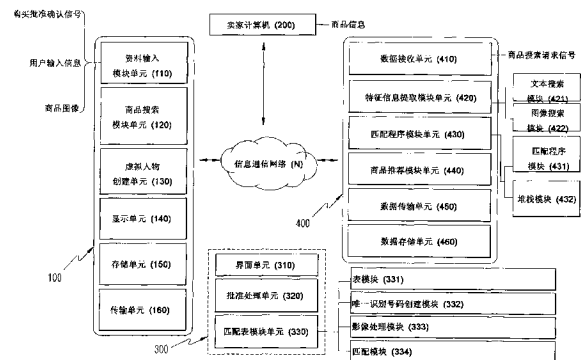 购买批准确认信号
用户输入信息
商品图像
资料输入
模块单元 (110)
商品搜索
模块单元 (120)
虚拟人物
创建单元 (130)
显示单元 (140)
存储单元 (150)
传输单元 (160)
100
卖家计算机 (200)
商品信息
信息通信网络 (N)
界面单元 (310)
批准处理单元 (320)
匹配表模块单元 (330)
300
表模块 (331)
唯一识别号码创建模块 (332)
影像处理模块 (333)
匹配模块 (334)
数据接收单元 (410)
特征信息提取模块单元 (420)
匹配程序模块单元 (430)
商品推荐模块单元 (440)
数据传输单元 (450)
数据存储单元 (460)
400
商品搜索请求信号
文本搜索
模块 (421)
图像搜索
模块 (422)
匹配程序
模块 (431)
堆栈模块 (432)